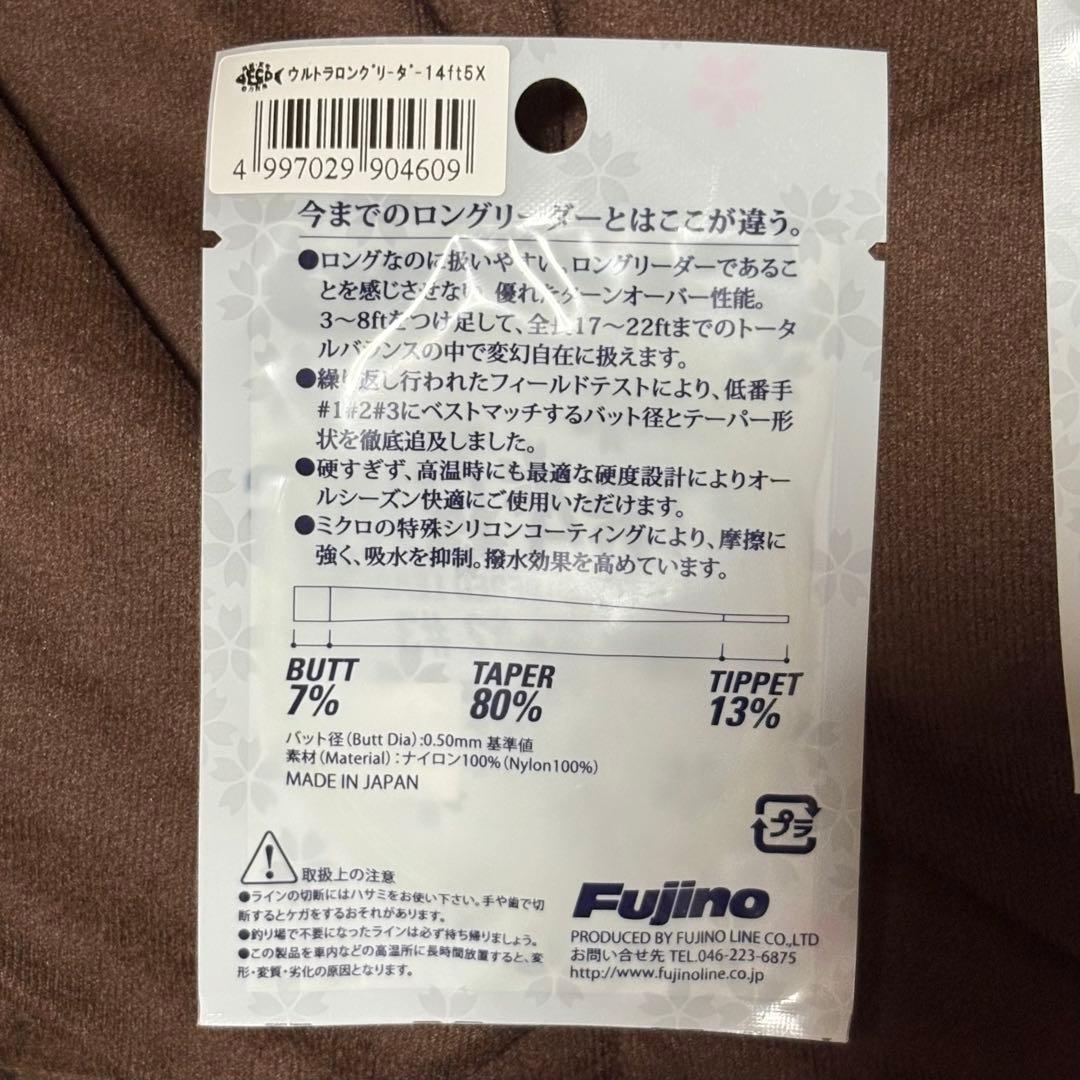 ウルトラロングリーダー14ft5X
4 997029 904609
今までのロングリーダーとはここが違う。
●ロングなのに扱いやすい。ロングリーダーであるこ
とを感じさせない、優れたターンオーバー性能。
3〜8ftをつけ足して、全長17〜22ftまでのトータ
ルバランスの中で変幻自在に扱えます。
●繰り返し行われたフィールドテストにより、低番手
#1#2#3にベストマッチするバット径とテーパー形
状を徹底追及しました。
●硬すぎず、高温時にも最適な硬度設計によりオー
ルシーズン快適にご使用いただけます。
●ミクロの特殊シリコンコーティングにより、摩擦に
強く、吸水を抑制。撥水効果を高めています。
BUTT TAPER TIPPET
7% 80% 13%
バット径(Butt Dia):0.50mm 基準値
素材(Material):ナイロン100%(Nylon100%)
MADE IN JAPAN
プラ
取扱上の注意
●ラインの切断にはハサミをお使い下さい。手や歯で切
断するとケガをするおそれがあります。
●釣り場で不要になったラインは必ず持ち帰りましょう。
●この製品を車内などの高温所に長時間放置すると、変
形・変質・劣化の原因となります。
Fujino
PRODUCED BY FUJINO LINE CO.,LTD
お問い合せ先 TEL.046-223-6875
http://www.fujinoline.co.jp